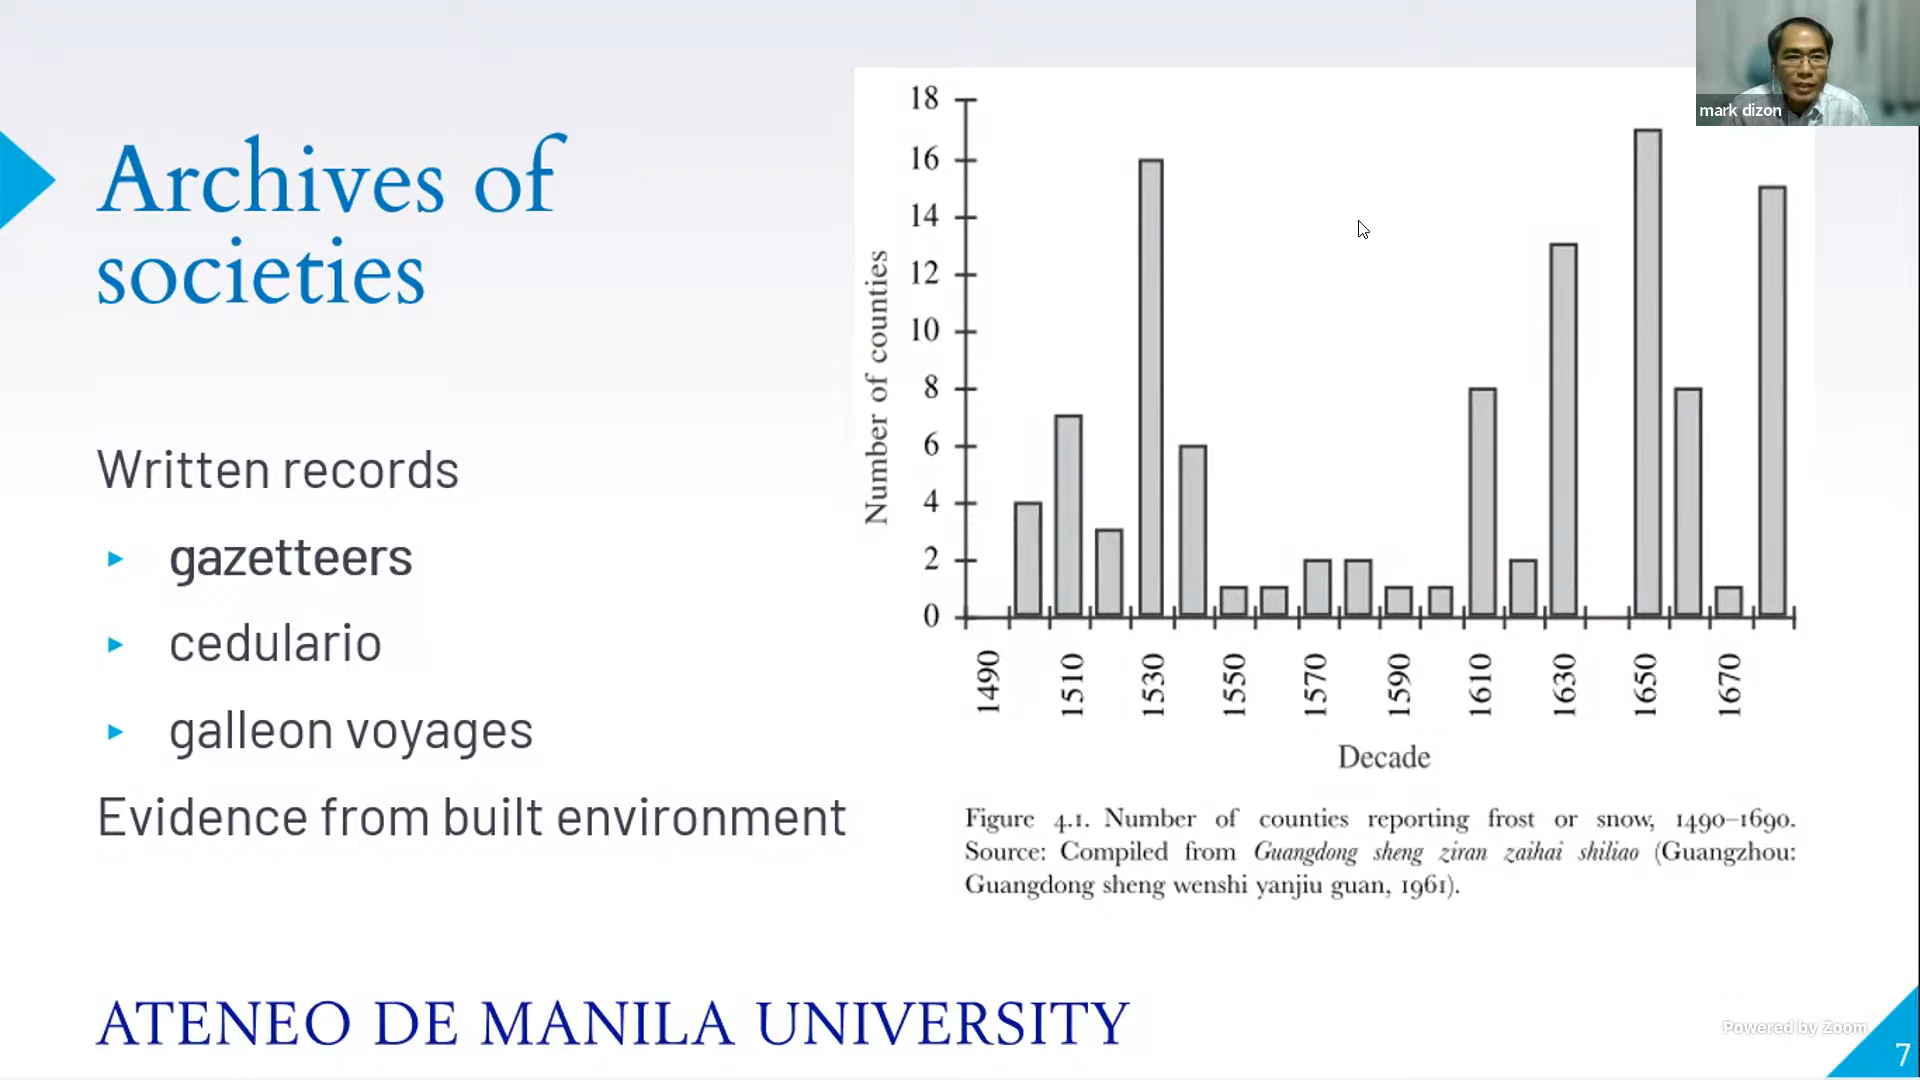 mark dizon
Archives of
societies
Written records
gazetteers
cedulario
galleon voyages
Evidence from built environment
18
16
14
12
10
8
6
4
2
0
Number of counties
1490 1510 1530 1550 1570 1590 1610 1630 1650 1670
Decade
Figure 4.1. Number of counties reporting frost or snow, 1490–1690.
Source: Compiled from Guangdong sheng ziran zaihai shiliao (Guangzhou:
Guangdong sheng wenshi yanjiu guan, 1961).
ATENEO DE MANILA UNIVERSITY
Powered by Zoom
7